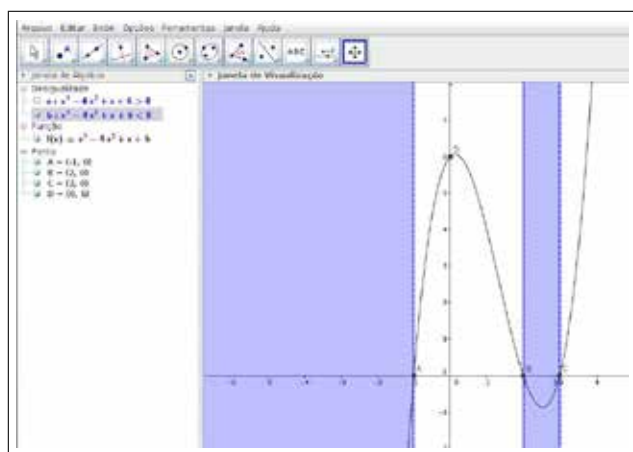 Arquivo Editar Exibir Opções Ferramentas Janela Ajuda
ABC
Janela de Álgebra
Janela de Visualização
Desigualdade
a: x³ − 4x² + x + 6 > 0
b: x³ − 4x² + x + 6 < 0
Função
f(x) = x³ − 4x² + x + 6
Ponto
A = (-1, 0)
B = (2, 0)
C = (3, 0)
D = (0, 6)
D
A
B
C